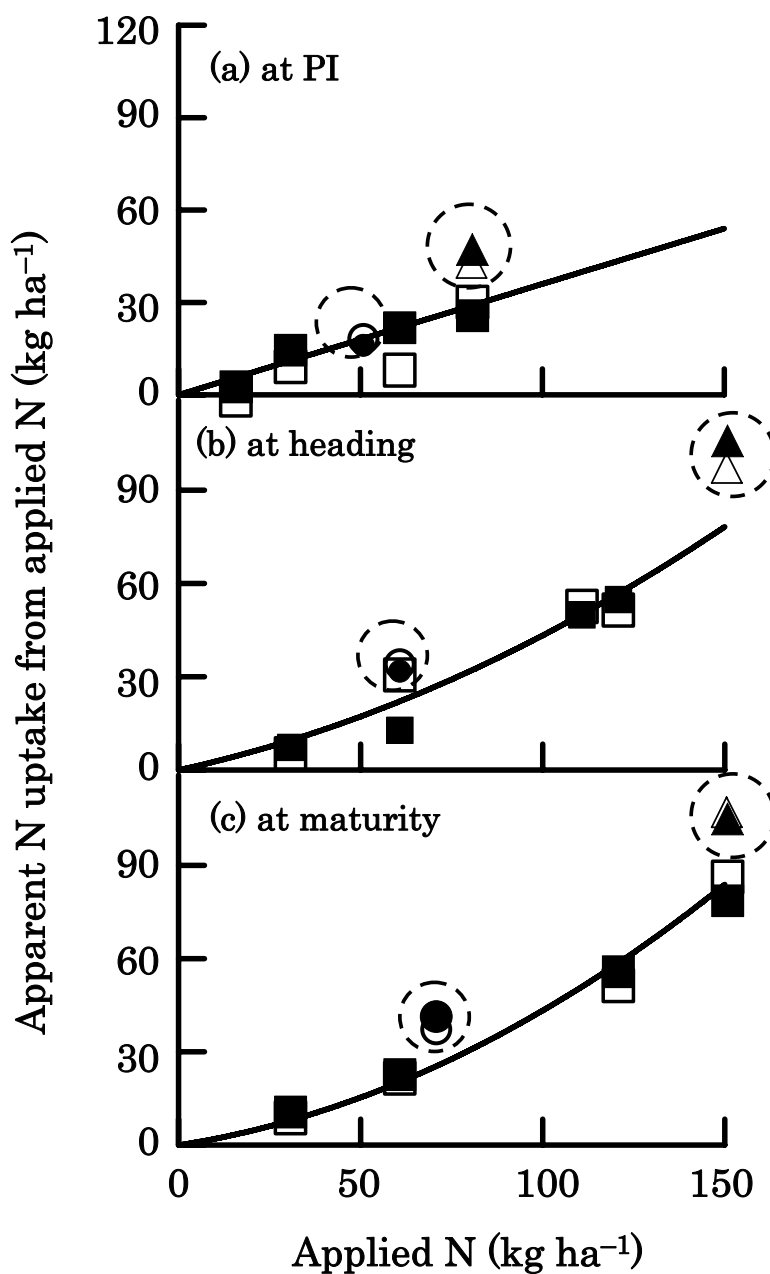 120
(a) at PI
90
60
30
0
(b) at heading
90
60
30
0
(c) at maturity
90
60
30
0
0 50 100 150
Applied N (kg ha⁻¹)
Apparent N uptake from applied N (kg ha⁻¹)